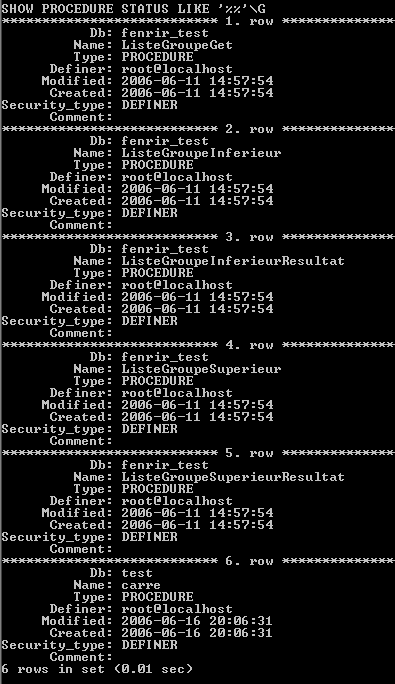 SHOW PROCEDURE STATUS LIKE '%%'\G
*************************** 1. row **************
Db: fenrir_test
Name: ListeGroupeGet
Type: PROCEDURE
Definer: root@localhost
Modified: 2006-06-11 14:57:54
Created: 2006-06-11 14:57:54
Security_type: DEFINER
Comment:
*************************** 2. row **************
Db: fenrir_test
Name: ListeGroupeInferieur
Type: PROCEDURE
Definer: root@localhost
Modified: 2006-06-11 14:57:54
Created: 2006-06-11 14:57:54
Security_type: DEFINER
Comment:
*************************** 3. row **************
Db: fenrir_test
Name: ListeGroupeInferieurResultat
Type: PROCEDURE
Definer: root@localhost
Modified: 2006-06-11 14:57:54
Created: 2006-06-11 14:57:54
Security_type: DEFINER
Comment:
*************************** 4. row **************
Db: fenrir_test
Name: ListeGroupeSuperieur
Type: PROCEDURE
Definer: root@localhost
Modified: 2006-06-11 14:57:54
Created: 2006-06-11 14:57:54
Security_type: DEFINER
Comment:
*************************** 5. row **************
Db: fenrir_test
Name: ListeGroupeSuperieurResultat
Type: PROCEDURE
Definer: root@localhost
Modified: 2006-06-11 14:57:54
Created: 2006-06-11 14:57:54
Security_type: DEFINER
Comment:
*************************** 6. row **************
Db: test
Name: carre
Type: PROCEDURE
Definer: root@localhost
Modified: 2006-06-16 20:06:31
Created: 2006-06-16 20:06:31
Security_type: DEFINER
Comment:
6 rows in set (0.01 sec)